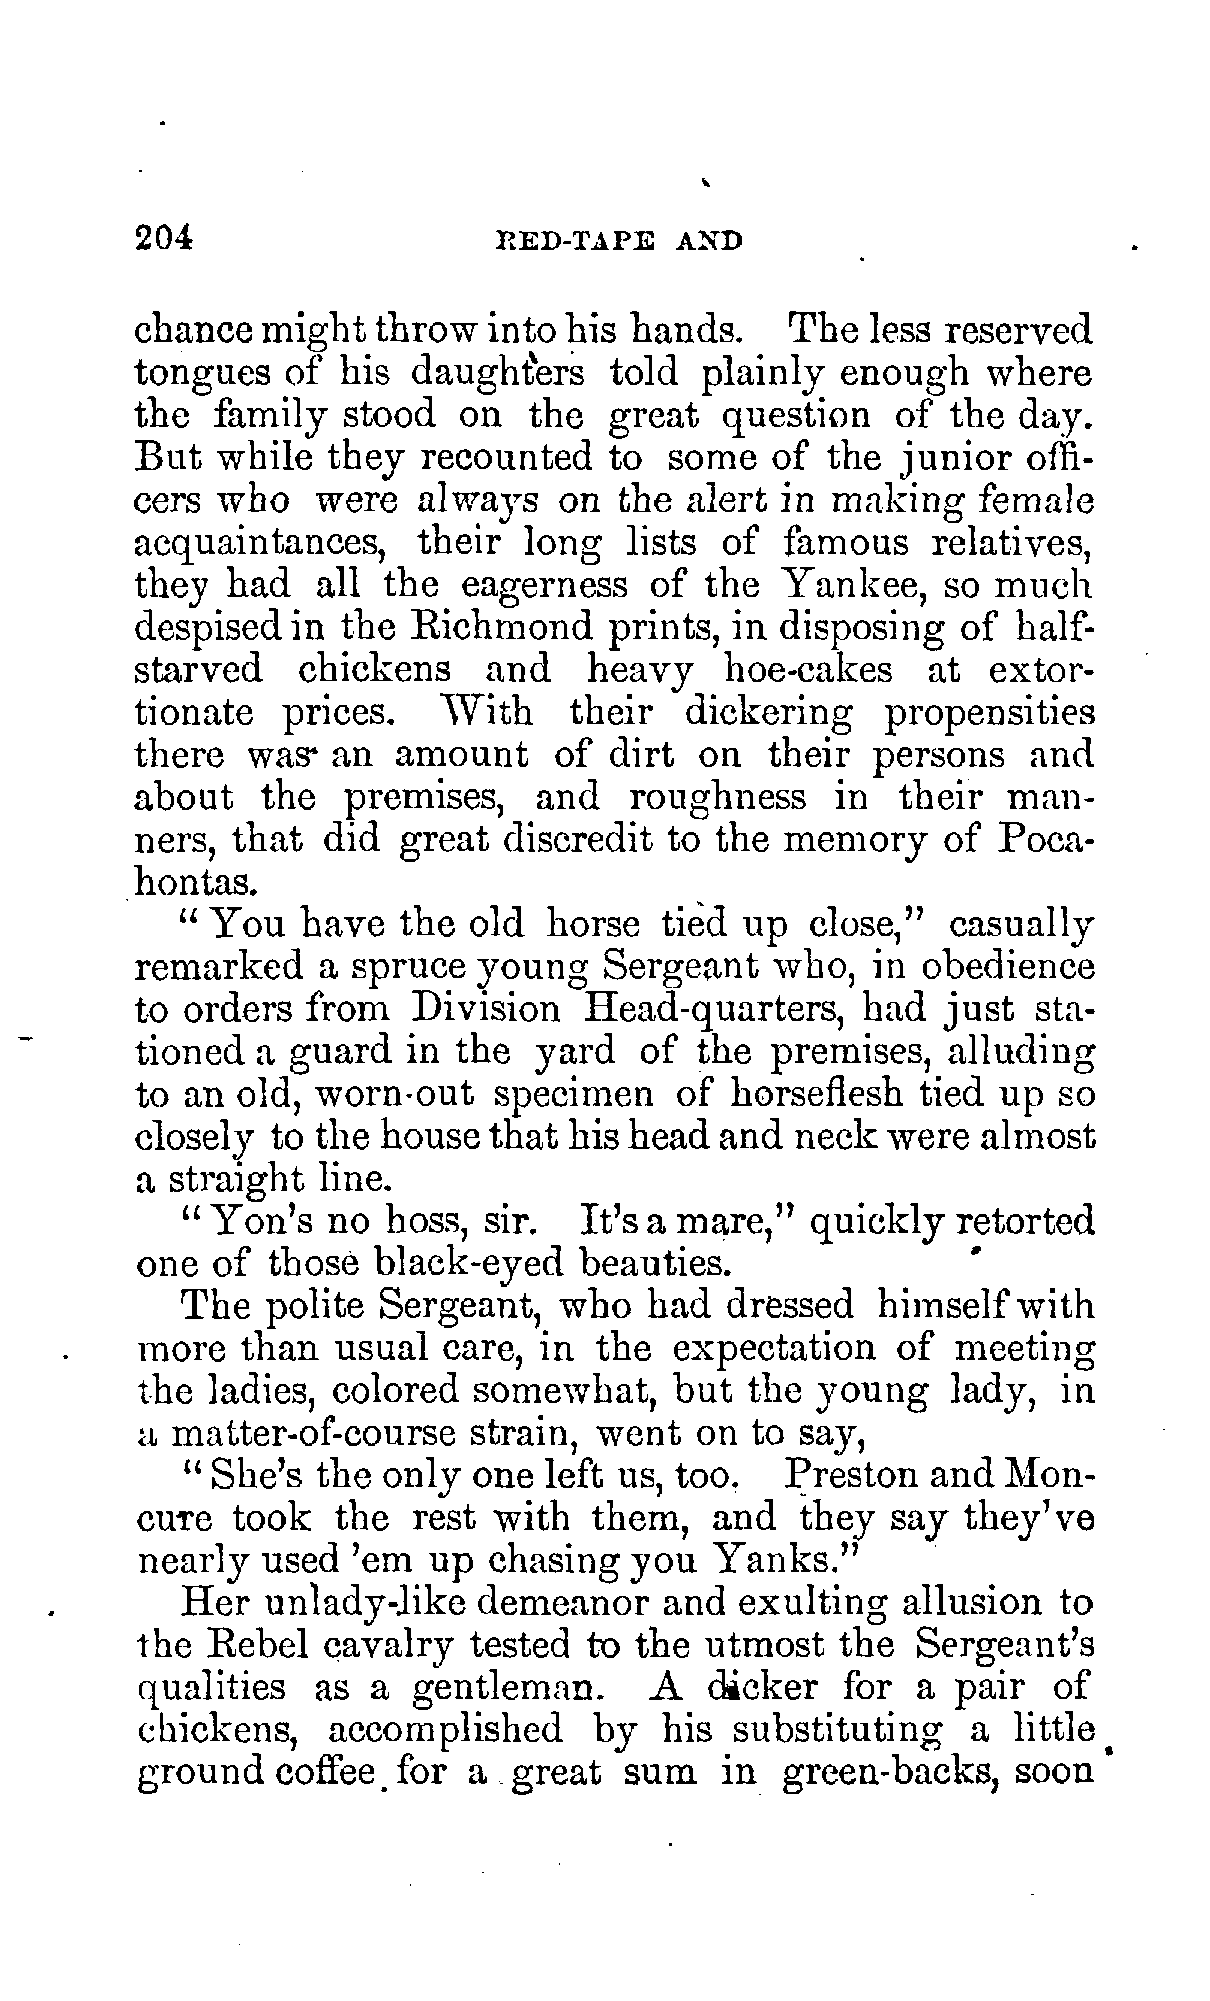 204 RED-TAPE AND
chance might throw into his hands. The less reserved
tongues of his daughters told plainly enough where
the family stood on the great question of the day.
But while they recounted to some of the junior offi-
cers who were always on the alert in making female
acquaintances, their long lists of famous relatives,
they had all the eagerness of the Yankee, so much
despised in the Richmond prints, in disposing of half-
starved chickens and heavy hoe-cakes at extor-
tionate prices. With their dickering propensities
there was an amount of dirt on their persons and
about the premises, and roughness in their man-
ners, that did great discredit to the memory of Poca-
hontas.
"You have the old horse tied up close," casually
remarked a spruce young Sergeant who, in obedience
to orders from Division Head-quarters, had just sta-
tioned a guard in the yard of the premises, alluding
to an old, worn-out specimen of horseflesh tied up so
closely to the house that his head and neck were almost
a straight line.
"Yon's no hoss, sir. It's a mare," quickly retorted
one of those black-eyed beauties.
The polite Sergeant, who had dressed himself with
more than usual care, in the expectation of meeting
the ladies, colored somewhat, but the young lady, in
a matter-of-course strain, went on to say,
"She's the only one left us, too. Preston and Mon-
cure took the rest with them, and they say they've
nearly used 'em up chasing you Yanks."
Her unlady-like demeanor and exulting allusion to
the Rebel cavalry tested to the utmost the Sergeant's
qualities as a gentleman. A dicker for a pair of
chickens, accomplished by his substituting a little
ground coffee for a great sum in green-backs, soon